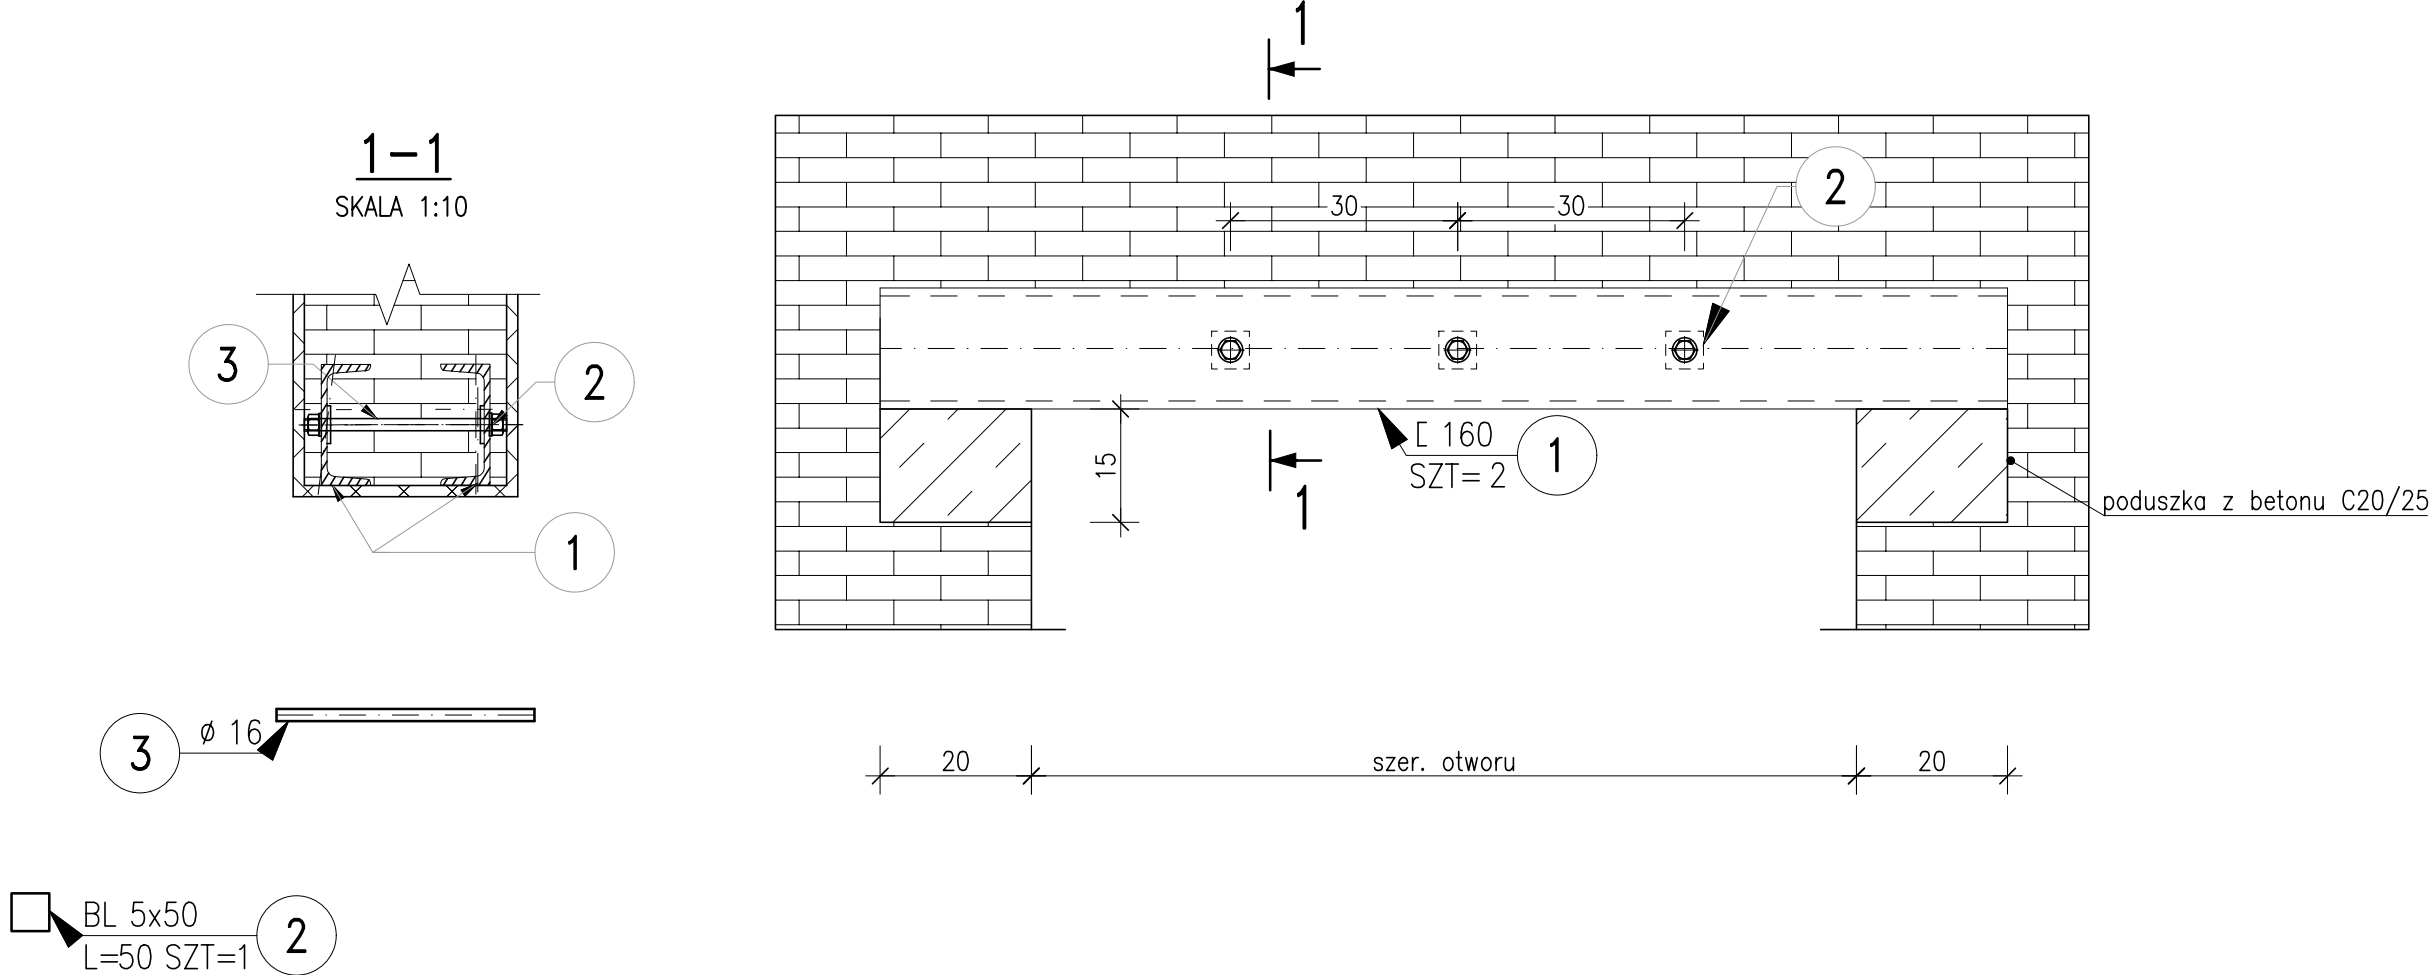 1
1-1
SKALA 1:10
2
30
30
3
2
[ 160
1
SZT= 2
15
1
poduszka z betonu C20/25
1
3
ø 16
20
szer. otworu
20
BL 5x50
2
L=50 SZT=1